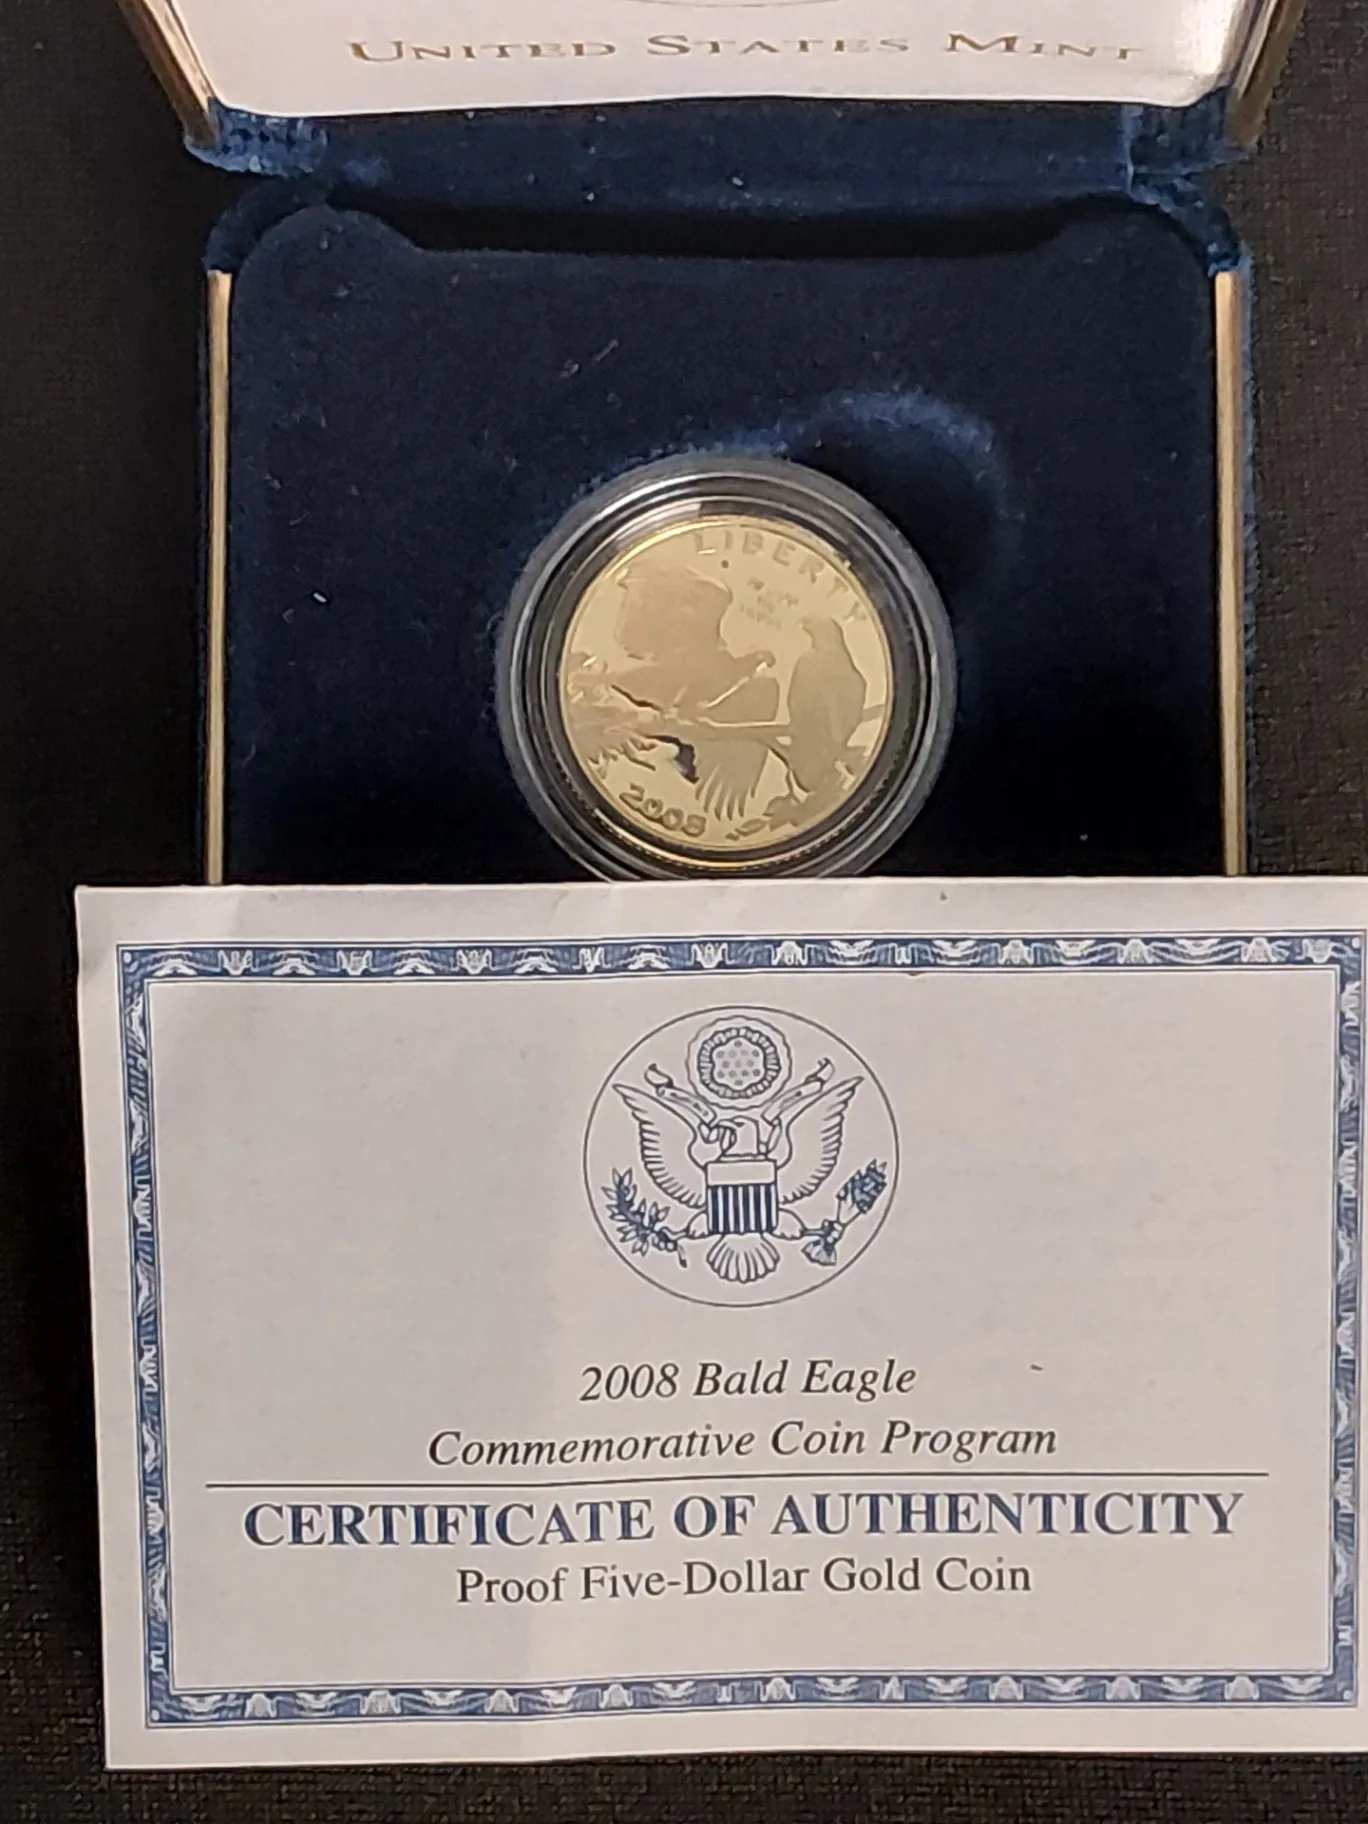 UNITED STATES MINT
LIBERTY
2008
2008 Bald Eagle
Commemorative Coin Program
CERTIFICATE OF AUTHENTICITY
Proof Five-Dollar Gold Coin